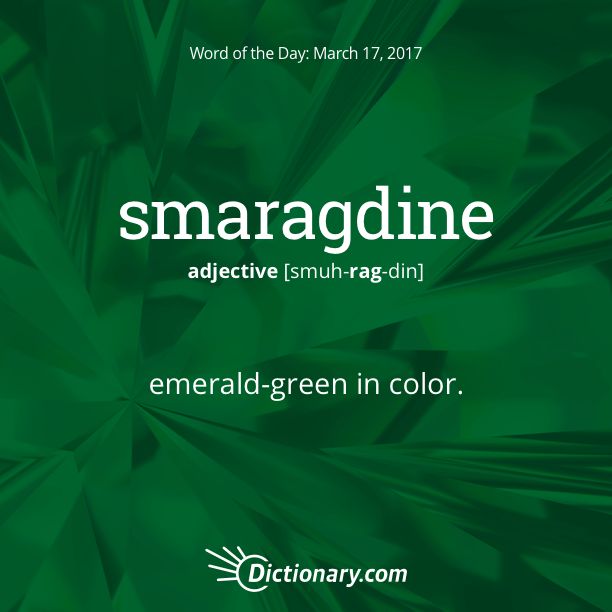 Word of the Day: March 17, 2017
smaragdine
adjective [smuh-rag-din]
emerald-green in color.
Dictionary.com